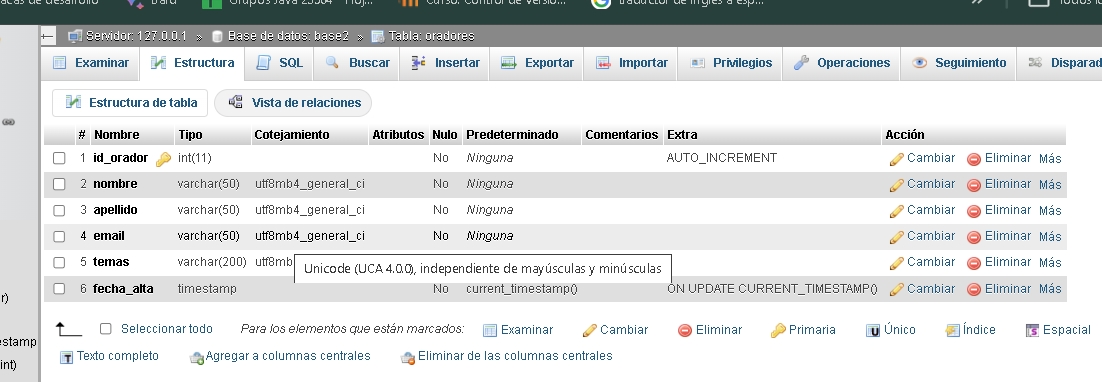 Grupos Java 23504 - Hoj...
Curso: Control de versio...
traductor de ingles a esp...
Servidor: 127.0.0.1 » Base de datos: base2 » Tabla: oradores
Examinar Estructura SQL Buscar Insertar Exportar Importar Privilegios Operaciones Seguimiento Disparad
Estructura de tabla Vista de relaciones
# Nombre Tipo Cotejamiento Atributos Nulo Predeterminado Comentarios Extra Acción
1 id_orador int(11) No Ninguna AUTO_INCREMENT Cambiar Eliminar Más
2 nombre varchar(50) utf8mb4_general_ci No Ninguna Cambiar Eliminar Más
3 apellido varchar(50) utf8mb4_general_ci No Ninguna Cambiar Eliminar Más
4 email varchar(50) utf8mb4_general_ci No Ninguna Cambiar Eliminar Más
5 temas varchar(200) utf8mb Cambiar Eliminar Más
Unicode (UCA 4.0.0), independiente de mayúsculas y minúsculas
6 fecha_alta timestamp No current_timestamp() ON UPDATE CURRENT_TIMESTAMP() Cambiar Eliminar Más
Seleccionar todo Para los elementos que están marcados: Examinar Cambiar Eliminar Primaria Único Índice Espacial
Texto completo Agregar a columnas centrales Eliminar de las columnas centrales
r)
estamp
int)